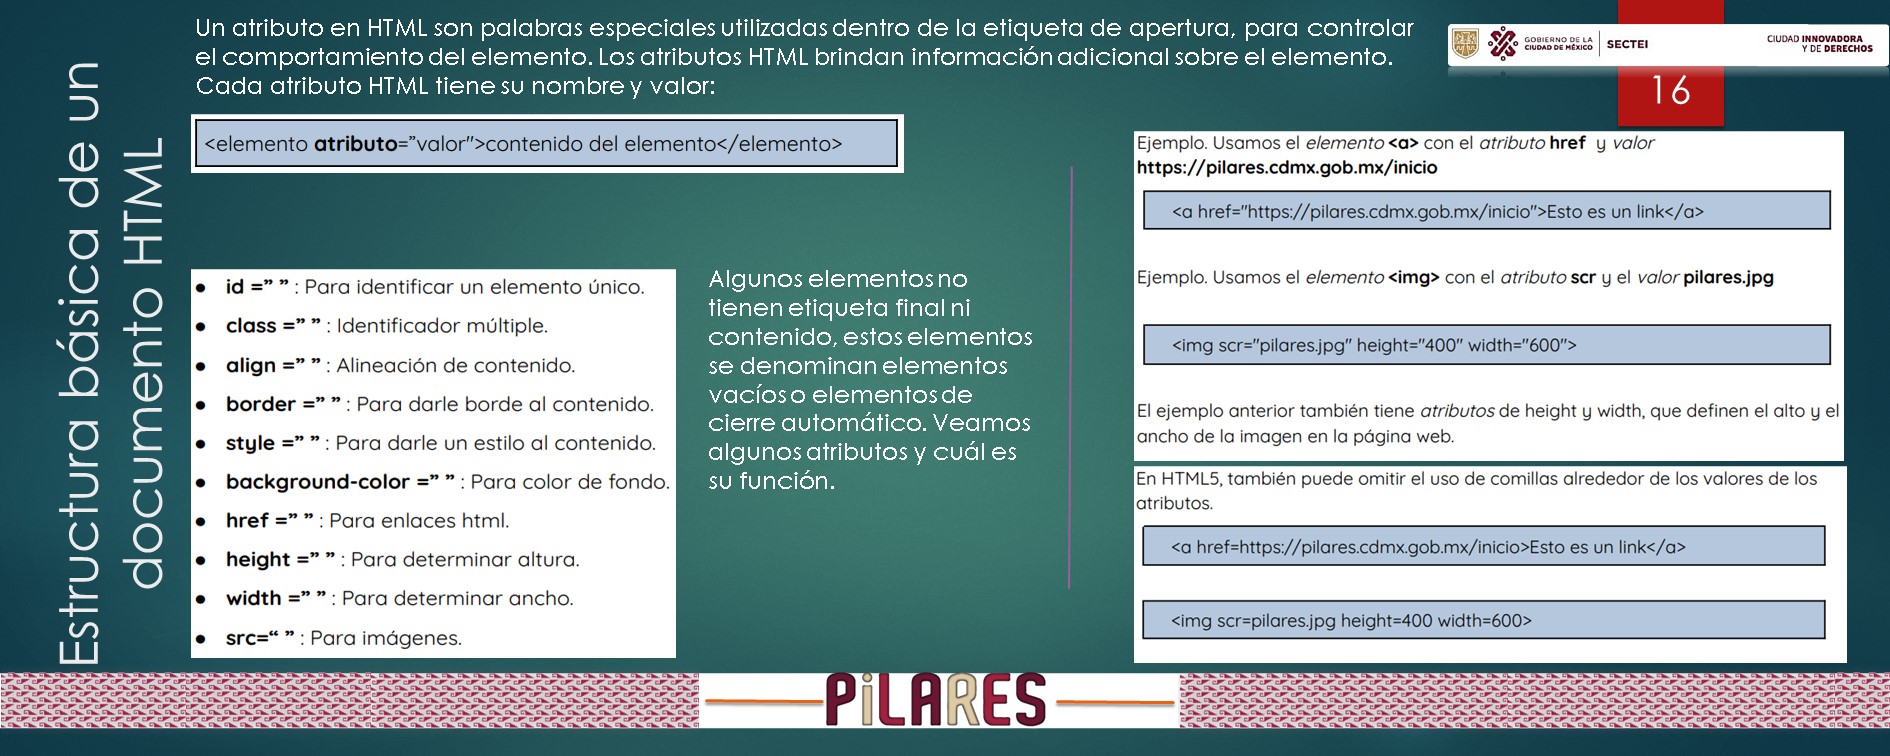 Estructura básica de un
documento HTML
Un atributo en HTML son palabras especiales utilizadas dentro de la etiqueta de apertura, para controlar
el comportamiento del elemento. Los atributos HTML brindan información adicional sobre el elemento.
Cada atributo HTML tiene su nombre y valor:
<elemento atributo=”valor">contenido del elemento</elemento>
● id =” ” : Para identificar un elemento único.
● class =” ” : Identificador múltiple.
● align =” ” : Alineación de contenido.
● border =” ” : Para darle borde al contenido.
● style =” ” : Para darle un estilo al contenido.
● background-color =” ” : Para color de fondo.
● href =” ” : Para enlaces html.
● height =” ” : Para determinar altura.
● width =” ” : Para determinar ancho.
● src=“ ” : Para imágenes.
Algunos elementos no
tienen etiqueta final ni
contenido, estos elementos
se denominan elementos
vacíos o elementos de
cierre automático. Veamos
algunos atributos y cuál es
su función.
GOBIERNO DE LA
CIUDAD DE MÉXICO
SECTEI
CIUDAD INNOVADORA
Y DE DERECHOS
16
Ejemplo. Usamos el elemento <a> con el atributo href y valor
https://pilares.cdmx.gob.mx/inicio
<a href="https://pilares.cdmx.gob.mx/inicio">Esto es un link</a>
Ejemplo. Usamos el elemento <img> con el atributo scr y el valor pilares.jpg
<img scr="pilares.jpg" height="400" width="600">
El ejemplo anterior también tiene atributos de height y width, que definen el alto y el
ancho de la imagen en la página web.
En HTML5, también puede omitir el uso de comillas alrededor de los valores de los
atributos.
<a href=https://pilares.cdmx.gob.mx/inicio>Esto es un link</a>
<img scr=pilares.jpg height=400 width=600>
PiLARES